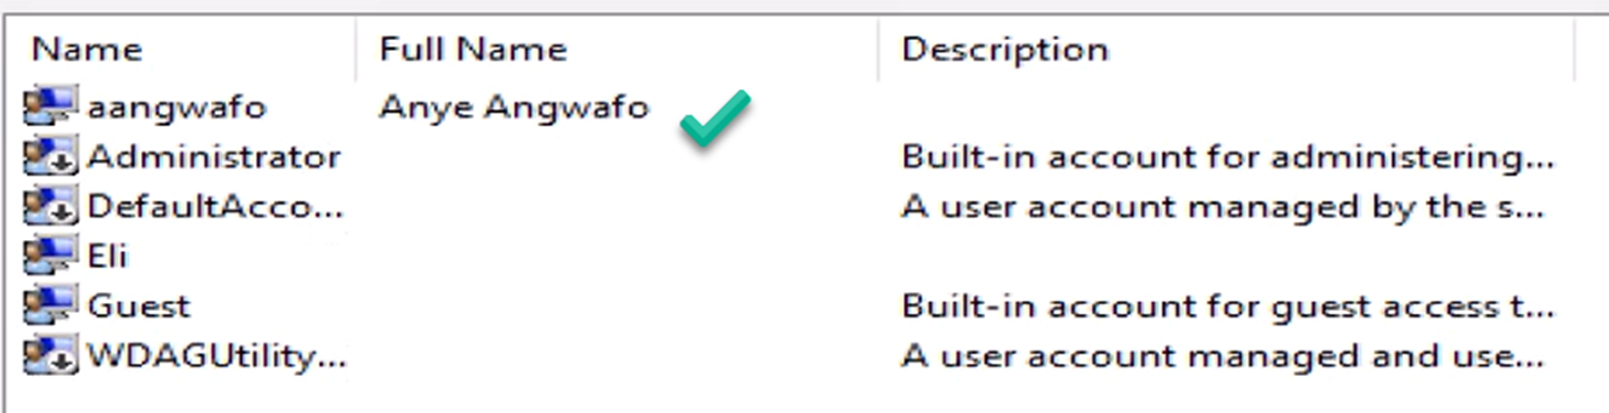 Name Full Name Description
aangwafo Anye Angwafo
Administrator Built-in account for administering...
DefaultAcco... A user account managed by the s...
Eli
Guest Built-in account for guest access t...
WDAGUtility... A user account managed and use...